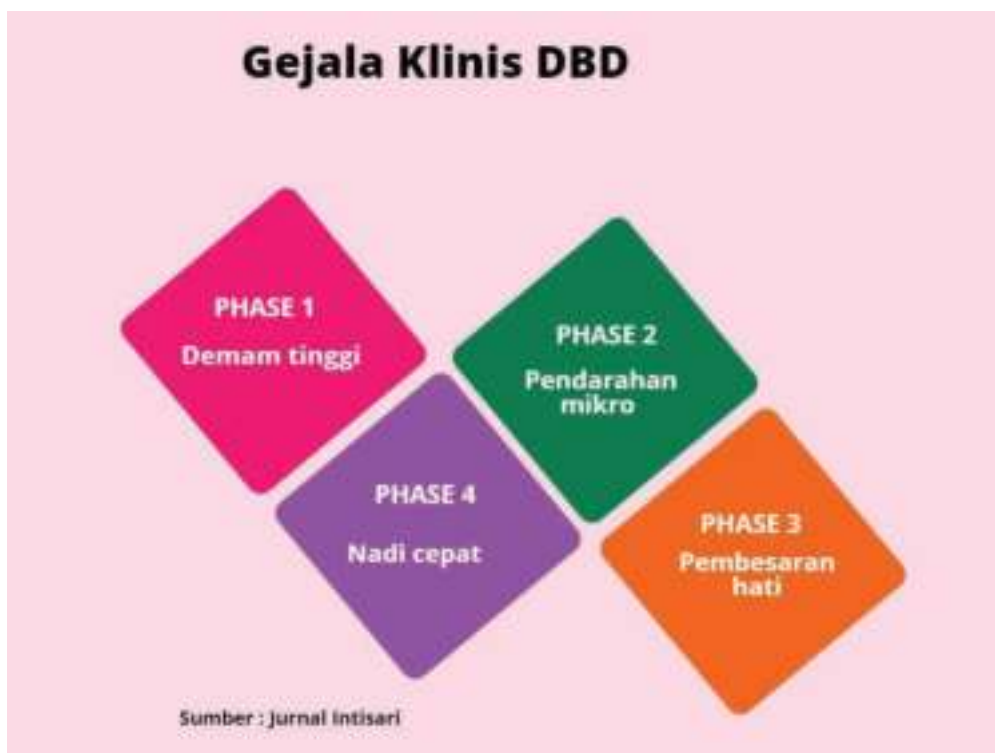 Gejala Klinis DBD
PHASE 1
Demam tinggi
PHASE 2
Pendarahan
mikro
PHASE 3
Pembesaran
hati
PHASE 4
Nadi cepat
Sumber : Jurnal Intisari